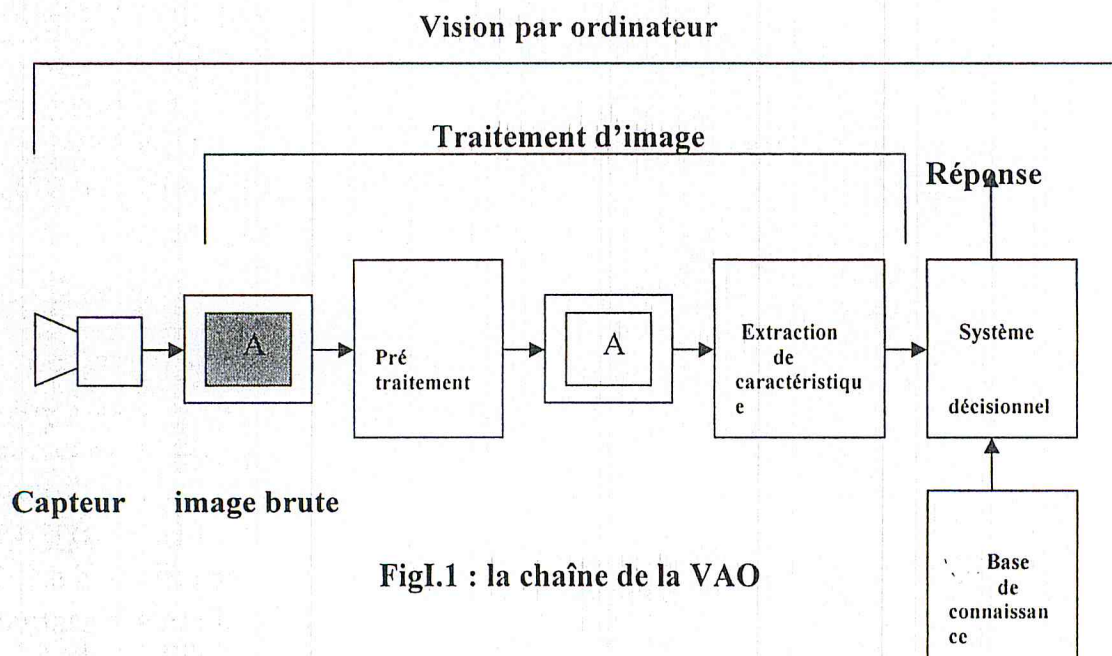 Vision par ordinateur
Traitement d'image
Réponse
A
Pré
traitement
A
Extraction
de
caractéristiqu
e
Système
décisionnel
Capteur
image brute
Base
de
connaissan
ce
FigI.1 : la chaîne de la VAO